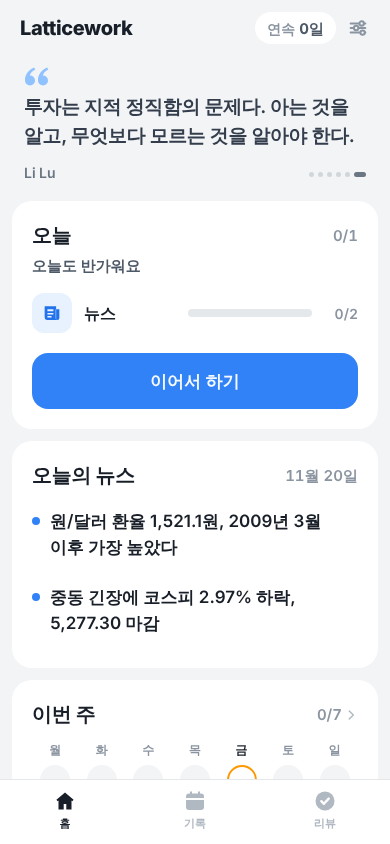 Latticework
연속 0일
투자는 지적 정직함의 문제다. 아는 것을
알고, 무엇보다 모르는 것을 알아야 한다.
Li Lu
오늘 0/1
오늘도 반가워요
뉴스 0/2
이어서 하기
오늘의 뉴스 11월 20일
원/달러 환율 1,521.1원, 2009년 3월
이후 가장 높았다
중동 긴장에 코스피 2.97% 하락,
5,277.30 마감
이번 주 0/7
월 화 수 목 금 토 일
홈 기록 리뷰